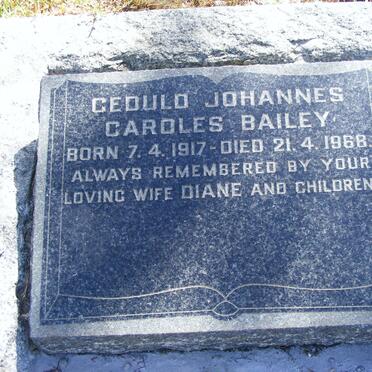 GEDULD JOHANNES
CAROLES BAILEY
BORN 7.4.1917-DIED 21.4.1968.
ALWAYS REMEMBERED BY YOUR
LOVING WIFE DIANE AND CHILDREN